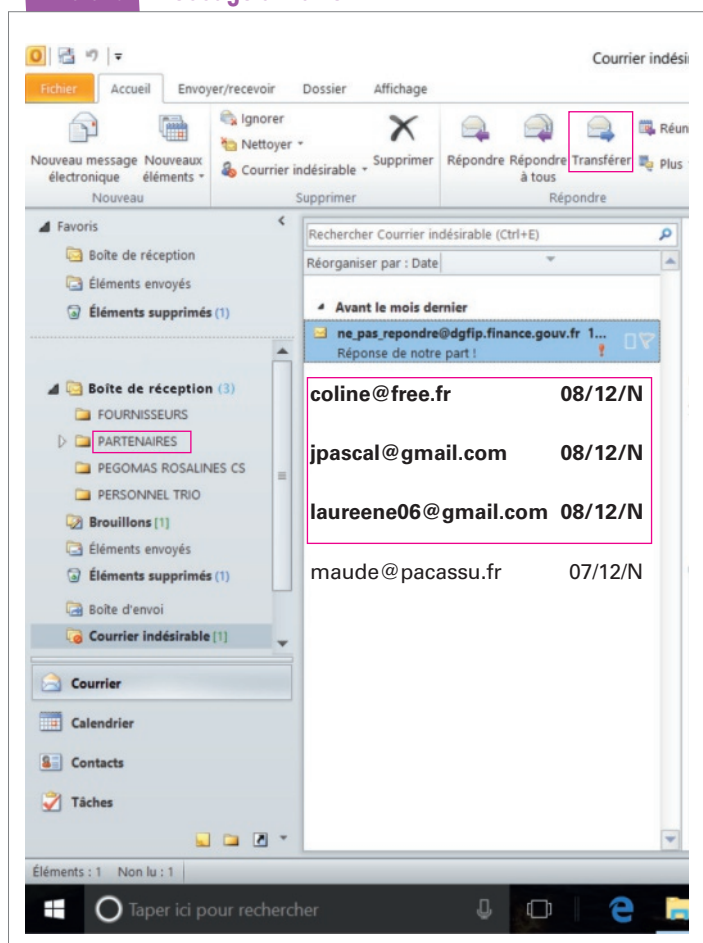 Courrier indési
Fichier Accueil Envoyer/recevoir Dossier Affichage
Nouveau message électronique
Nouveaux éléments
Nouveau
Ignorer
Nettoyer
Courrier indésirable
Supprimer
Supprimer
Répondre
Répondre à tous
Transférer
Réun
Plus
Répondre
Favoris
Boîte de réception
Éléments envoyés
Éléments supprimés (1)
Boîte de réception (3)
FOURNISSEURS
PARTENAIRES
PEGOMAS ROSALINES CS
PERSONNEL TRIO
Brouillons [1]
Éléments envoyés
Éléments supprimés (1)
Boîte d'envoi
Courrier indésirable [1]
Courrier
Calendrier
Contacts
Tâches
Rechercher Courrier indésirable (Ctrl+E)
Réorganiser par : Date
Avant le mois dernier
ne_pas_repondre@dgfip.finance.gouv.fr 1...
Réponse de notre part !
coline@free.fr 08/12/N
jpascal@gmail.com 08/12/N
laureene06@gmail.com 08/12/N
maude@pacassu.fr 07/12/N
Éléments : 1 Non lu : 1
Taper ici pour rechercher